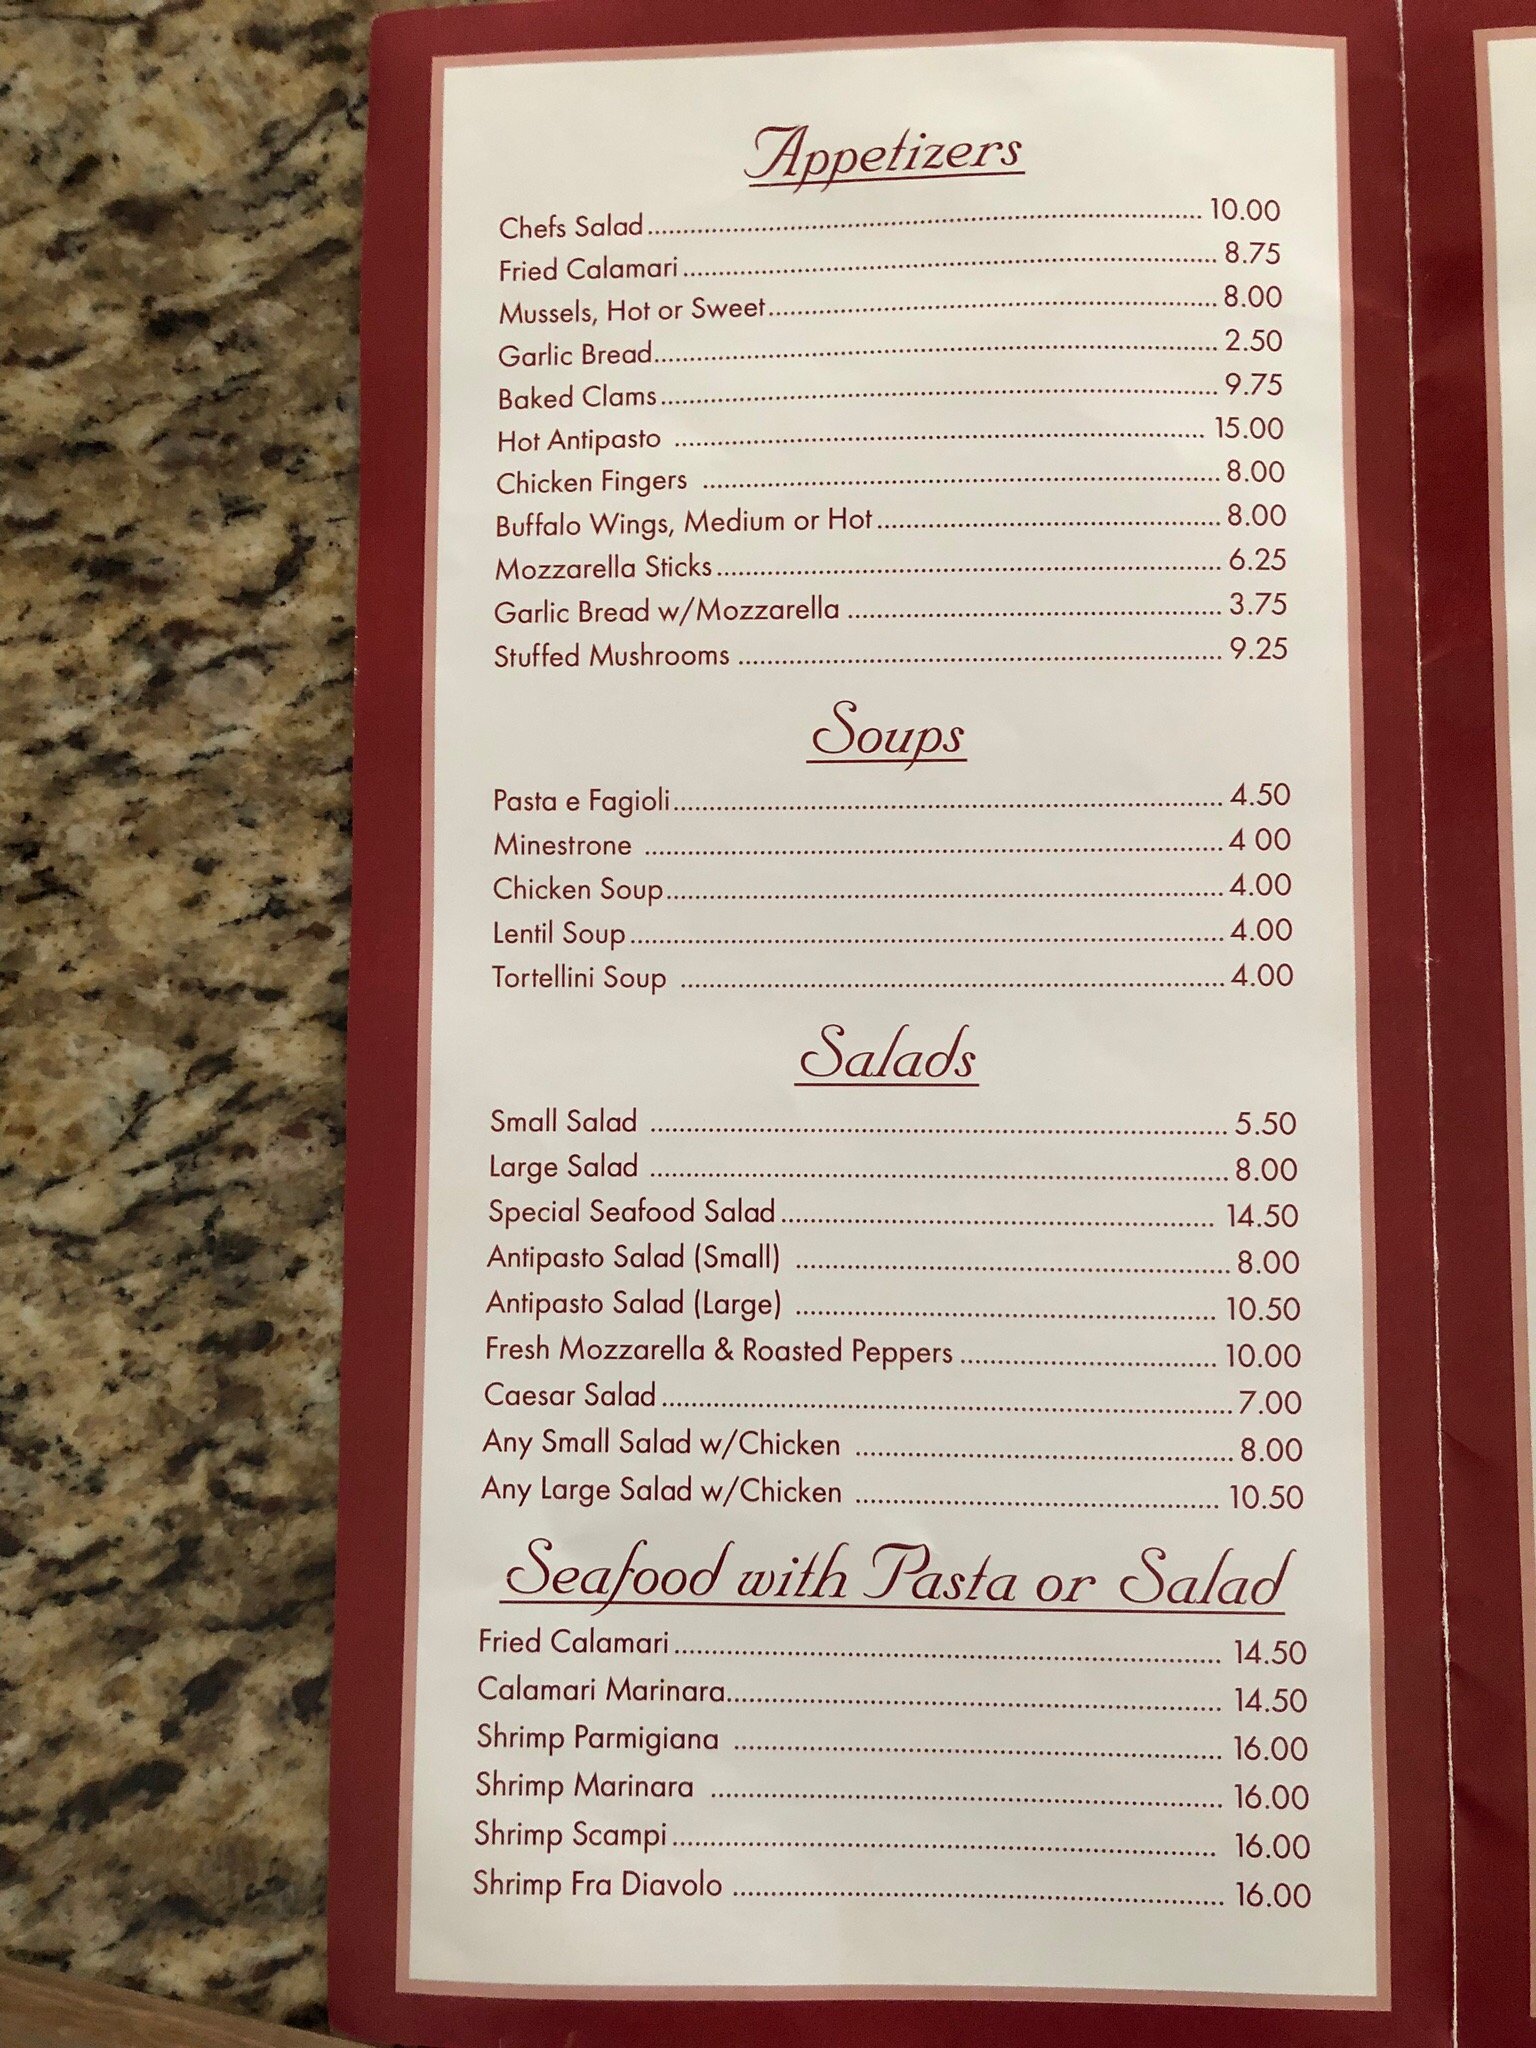 Appetizers
Chefs Salad 10.00
Fried Calamari 8.75
Mussels, Hot or Sweet 8.00
Garlic Bread 2.50
Baked Clams 9.75
Hot Antipasto 15.00
Chicken Fingers 8.00
Buffalo Wings, Medium or Hot 8.00
Mozzarella Sticks 6.25
Garlic Bread w/Mozzarella 3.75
Stuffed Mushrooms 9.25
Soups
Pasta e Fagioli 4.50
Minestrone 4 00
Chicken Soup 4.00
Lentil Soup 4.00
Tortellini Soup 4.00
Salads
Small Salad 5.50
Large Salad 8.00
Special Seafood Salad 14.50
Antipasto Salad (Small) 8.00
Antipasto Salad (Large) 10.50
Fresh Mozzarella & Roasted Peppers 10.00
Caesar Salad 7.00
Any Small Salad w/Chicken 8.00
Any Large Salad w/Chicken 10.50
Seafood with Pasta or Salad
Fried Calamari 14.50
Calamari Marinara 14.50
Shrimp Parmigiana 16.00
Shrimp Marinara 16.00
Shrimp Scampi 16.00
Shrimp Fra Diavolo 16.00